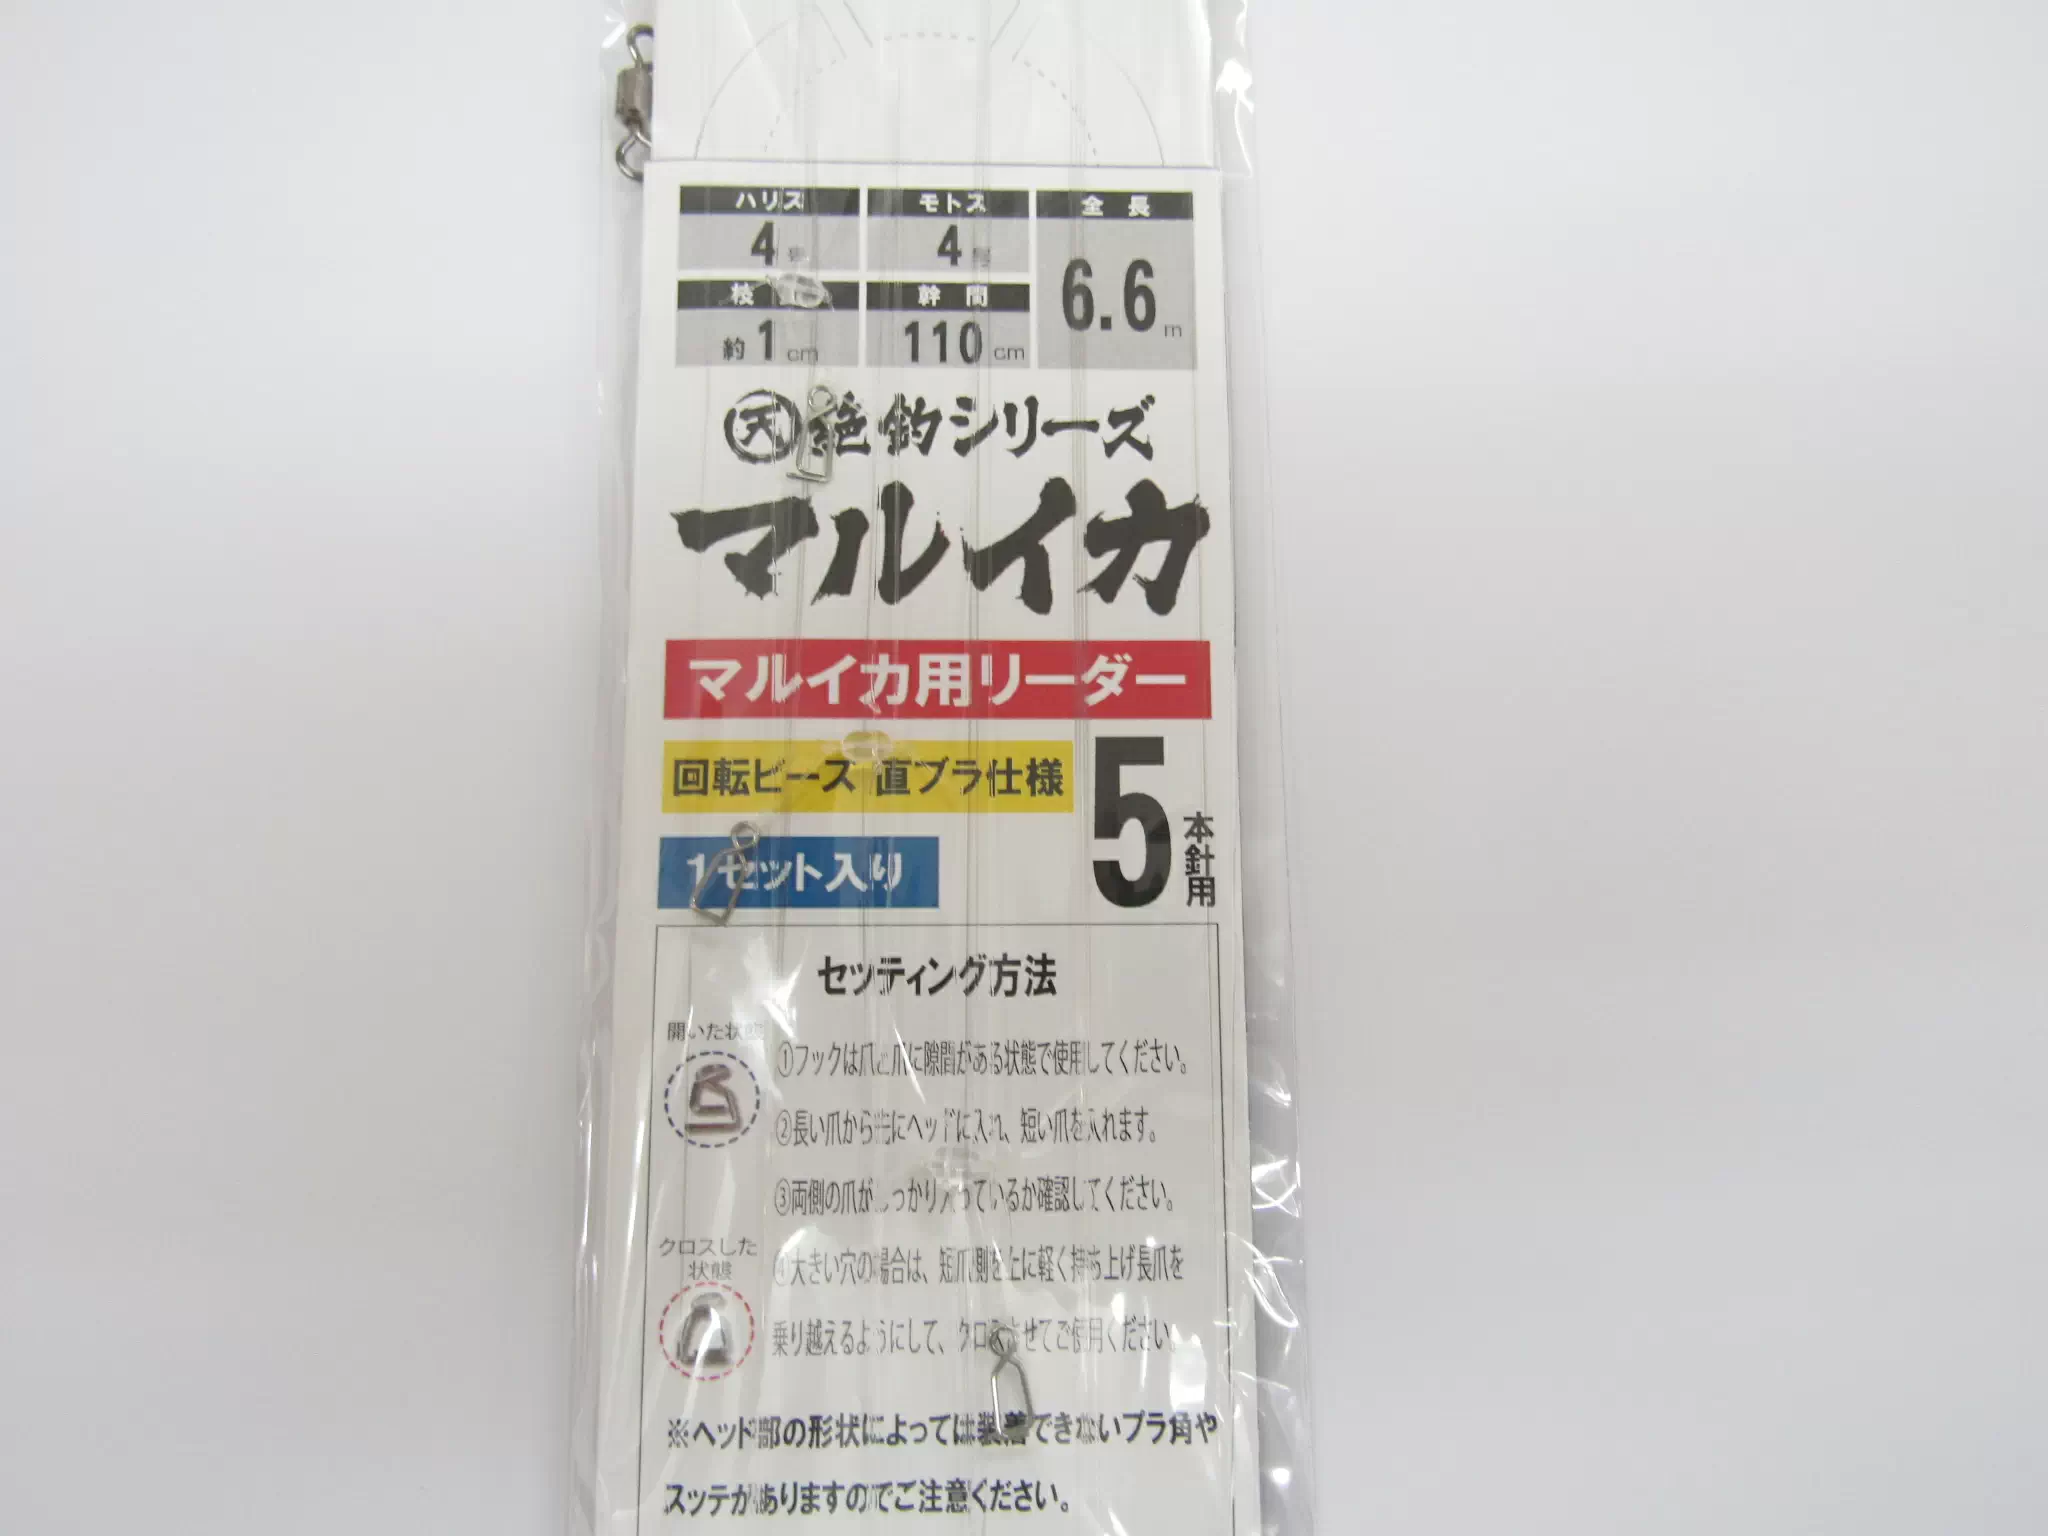 ハリス
4号
モトス
4号
全長
6.6m
枝
約1cm
幹間
110cm
天 絶釣シリーズ
マルイカ
マルイカ用リーダー
回転ビーズ 直ブラ仕様
5本針用
1セット入り
セッティング方法
開いた状態
①フックは爪と爪に隙間がある状態で使用してください。
②長い爪から先にヘッドに入れ、短い爪を入れます。
③両側の爪がしっかり入っているか確認してください。
クロスした
状態
④大きい穴の場合は、短爪側を上に軽く持ち上げ長爪を
乗り越えるようにして、クロスさせてご使用ください。
※ヘッド部の形状によっては装着できないプラ角や
スッテがありますのでご注意ください。